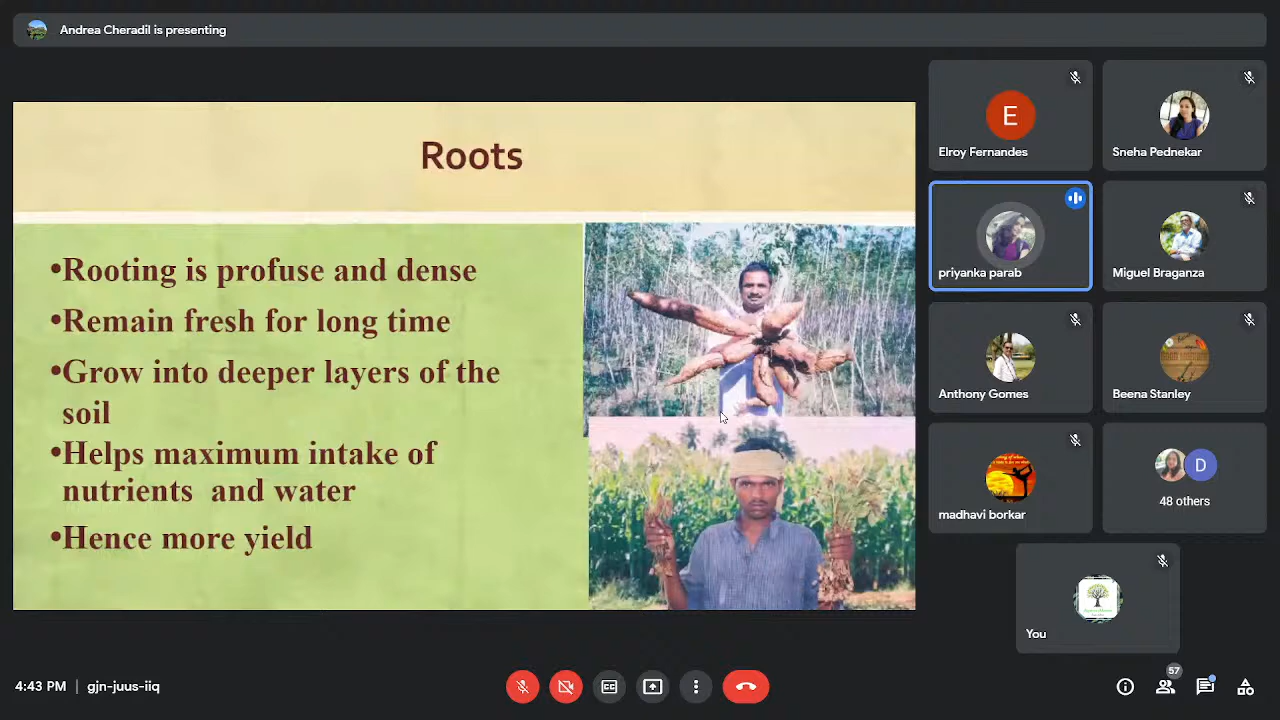 Andrea Cheradil is presenting
Roots
•Rooting is profuse and dense
•Remain fresh for long time
•Grow into deeper layers of the
soil
•Helps maximum intake of
nutrients and water
•Hence more yield
E
Elroy Fernandes
Sneha Pednekar
priyanka parab
Miguel Braganza
Anthony Gomes
Beena Stanley
madhavi borkar
D
48 others
You
4:43 PM | gjn-juus-iiq
CC
57